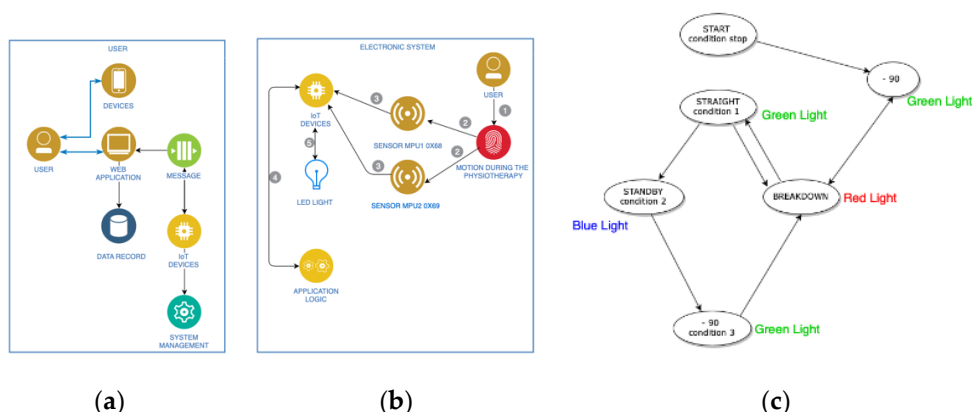 USER
DEVICES
USER
WEB
APPLICATION
MESSAGE
DATA RECORD
IoT
DEVICES
SYSTEM
MANAGEMENT
(a)
ELECTRONIC SYSTEM
USER
1
IoT
DEVICES
3
SENSOR MPU1 0X68
2
2
MOTION DURING THE
PHYSIOTHERAPY
5
3
4
LED LIGHT
SENSOR MPU2 0X69
APPLICATION
LOGIC
(b)
START
condition stop
- 90
Green Light
STRAIGHT
condition 1
Green Light
STANDBY
condition 2
Blue Light
BREAKDOWN
Red Light
- 90
condition 3
Green Light
(c)